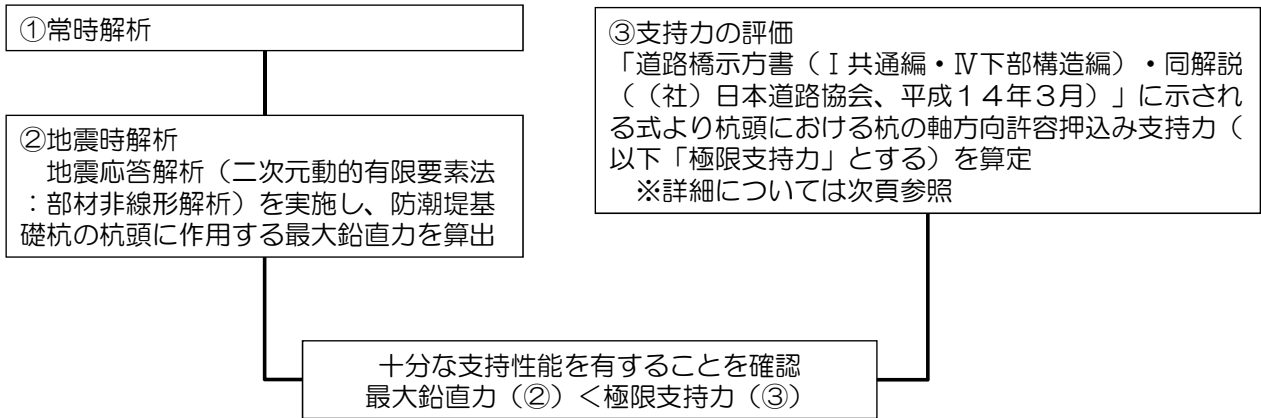 ①常時解析
②地震時解析
　地震応答解析（二次元動的有限要素法
：部材非線形解析）を実施し、防潮堤基
礎杭の杭頭に作用する最大鉛直力を算出
③支持力の評価
「道路橋示方書（Ⅰ共通編・Ⅳ下部構造編）・同解説
（（社）日本道路協会、平成１４年３月）」に示され
る式より杭頭における杭の軸方向許容押込み支持力（
以下「極限支持力」とする）を算定
　※詳細については次頁参照
十分な支持性能を有することを確認
最大鉛直力（②）＜極限支持力（③）